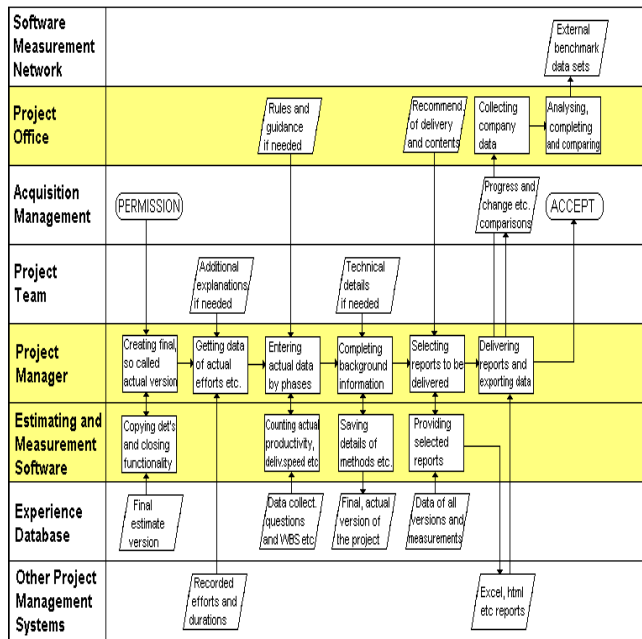 Software
Measurement
Network
External
benchmark
data sets
Project
Office
Rules and
guidance
if needed
Recommend
of delivery
and contents
Collecting
company
data
Analysing,
completing
and comparing
Acquisition
Management
PERMISSION
Progress and
change etc.
comparisons
ACCEPT
Project
Team
Additional
explanations
if needed
Technical
details
if needed
Project
Manager
Creating final,
so called
actual version
Getting data
of actual
efforts etc.
Entering
actual data
by phases
Completing
background
information
Selecting
reports to be
delivered
Delivering
reports and
exporting data
Estimating and
Measurement
Software
Copying det's
and closing
functionality
Counting actual
productivity,
deliv.speed etc
Saving
details of
methods etc.
Providing
selected
reports
Experience
Database
Final
estimate
version
Data collect.
questions
and WBS etc.
Final, actual
version of
the project
Data of all
versions and
measurements
Other Project
Management
Systems
Recorded
efforts and
durations
Excel, html
etc reports